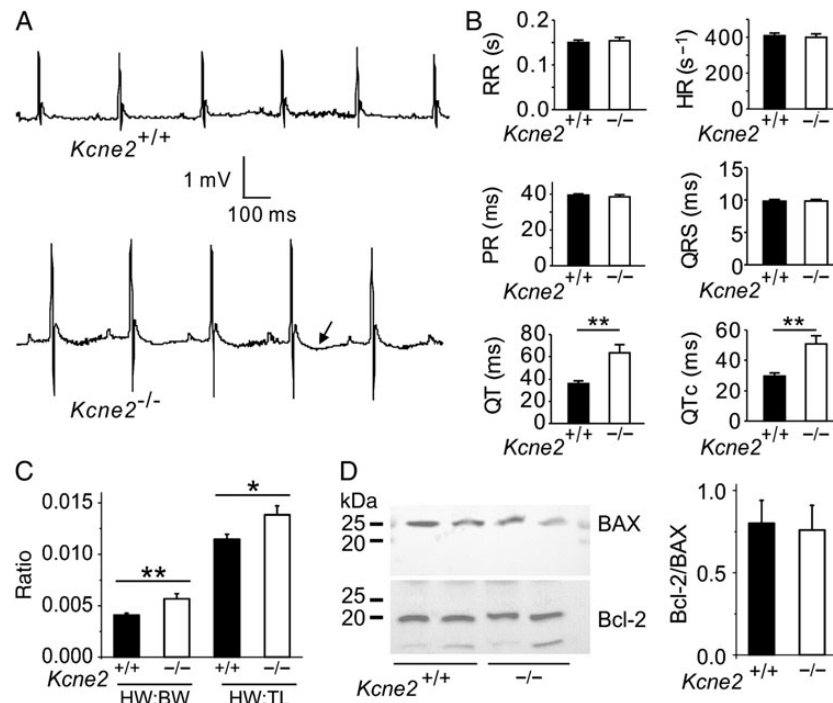 A
Kcne2+/+
1 mV
100 ms
Kcne2−/−
B
RR (s)
0.2
0.1
0.0
Kcne2 +/+ −/−
HR (s−1)
400
200
0
Kcne2 +/+ −/−
PR (ms)
40
20
0
Kcne2 +/+ −/−
QRS (ms)
15
10
5
0
Kcne2 +/+ −/−
**
QT (ms)
80
60
40
20
0
Kcne2 +/+ −/−
**
QTc (ms)
60
40
20
0
Kcne2 +/+ −/−
C
Ratio
0.015
0.010
0.005
0.000
**
*
Kcne2 +/+ −/− +/+ −/−
HW:BW HW:TL
D
kDa
25
20
BAX
25
20
Bcl-2
Kcne2 +/+ −/−
Bcl-2/BAX
1.0
0.5
0.0
Kcne2 +/+ −/−